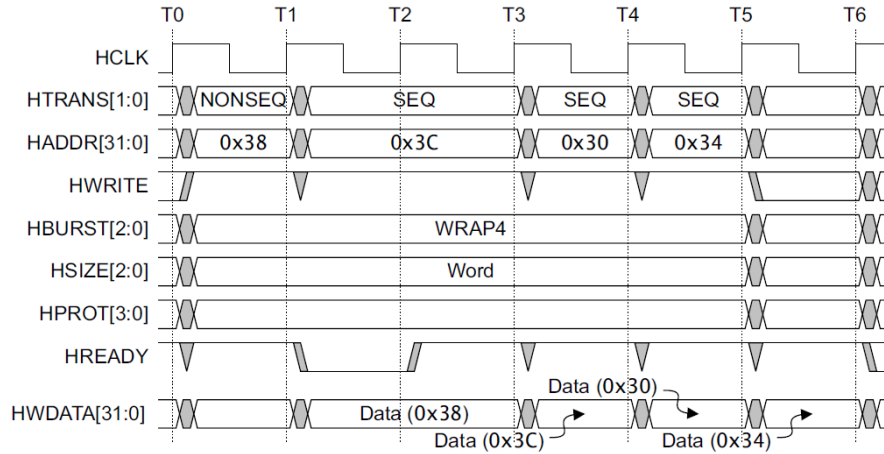 T0 T1 T2 T3 T4 T5 T6
HCLK
HTRANS[1:0] NONSEQ SEQ SEQ SEQ
HADDR[31:0] 0x38 0x3C 0x30 0x34
HWRITE
HBURST[2:0] WRAP4
HSIZE[2:0] Word
HPROT[3:0]
HREADY
Data (0x30)
HWDATA[31:0] Data (0x38)
Data (0x3C) Data (0x34)